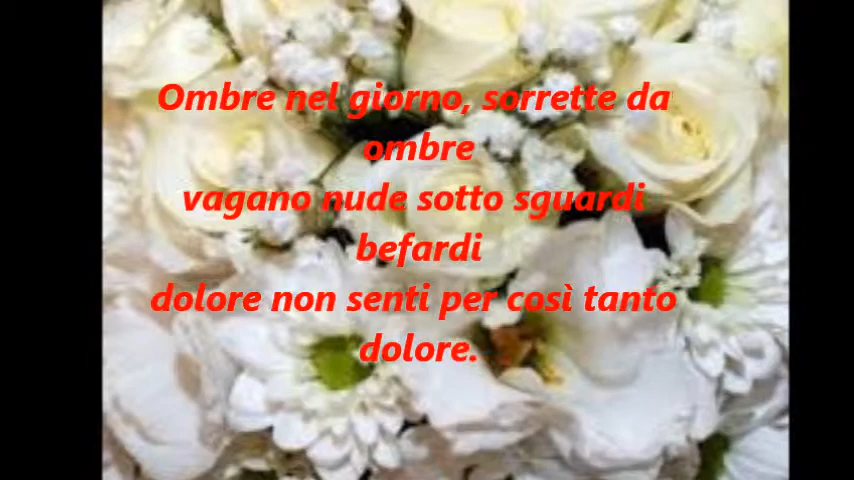 Ombre nel giorno, sorrette da
ombre
vagano nude sotto sguardi
befardi
dolore non senti per così tanto
dolore.